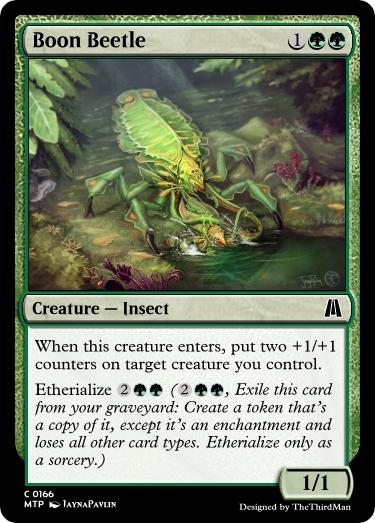 Boon Beetle 1
Creature — Insect
When this creature enters, put two +1/+1
counters on target creature you control.
Etherialize 2 (2, Exile this card
from your graveyard: Create a token that's
a copy of it, except it's an enchantment and
loses all other card types. Etherialize only as
a sorcery.)
1/1
C 0166
MTP JaynaPavlin
Designed by TheThirdMan